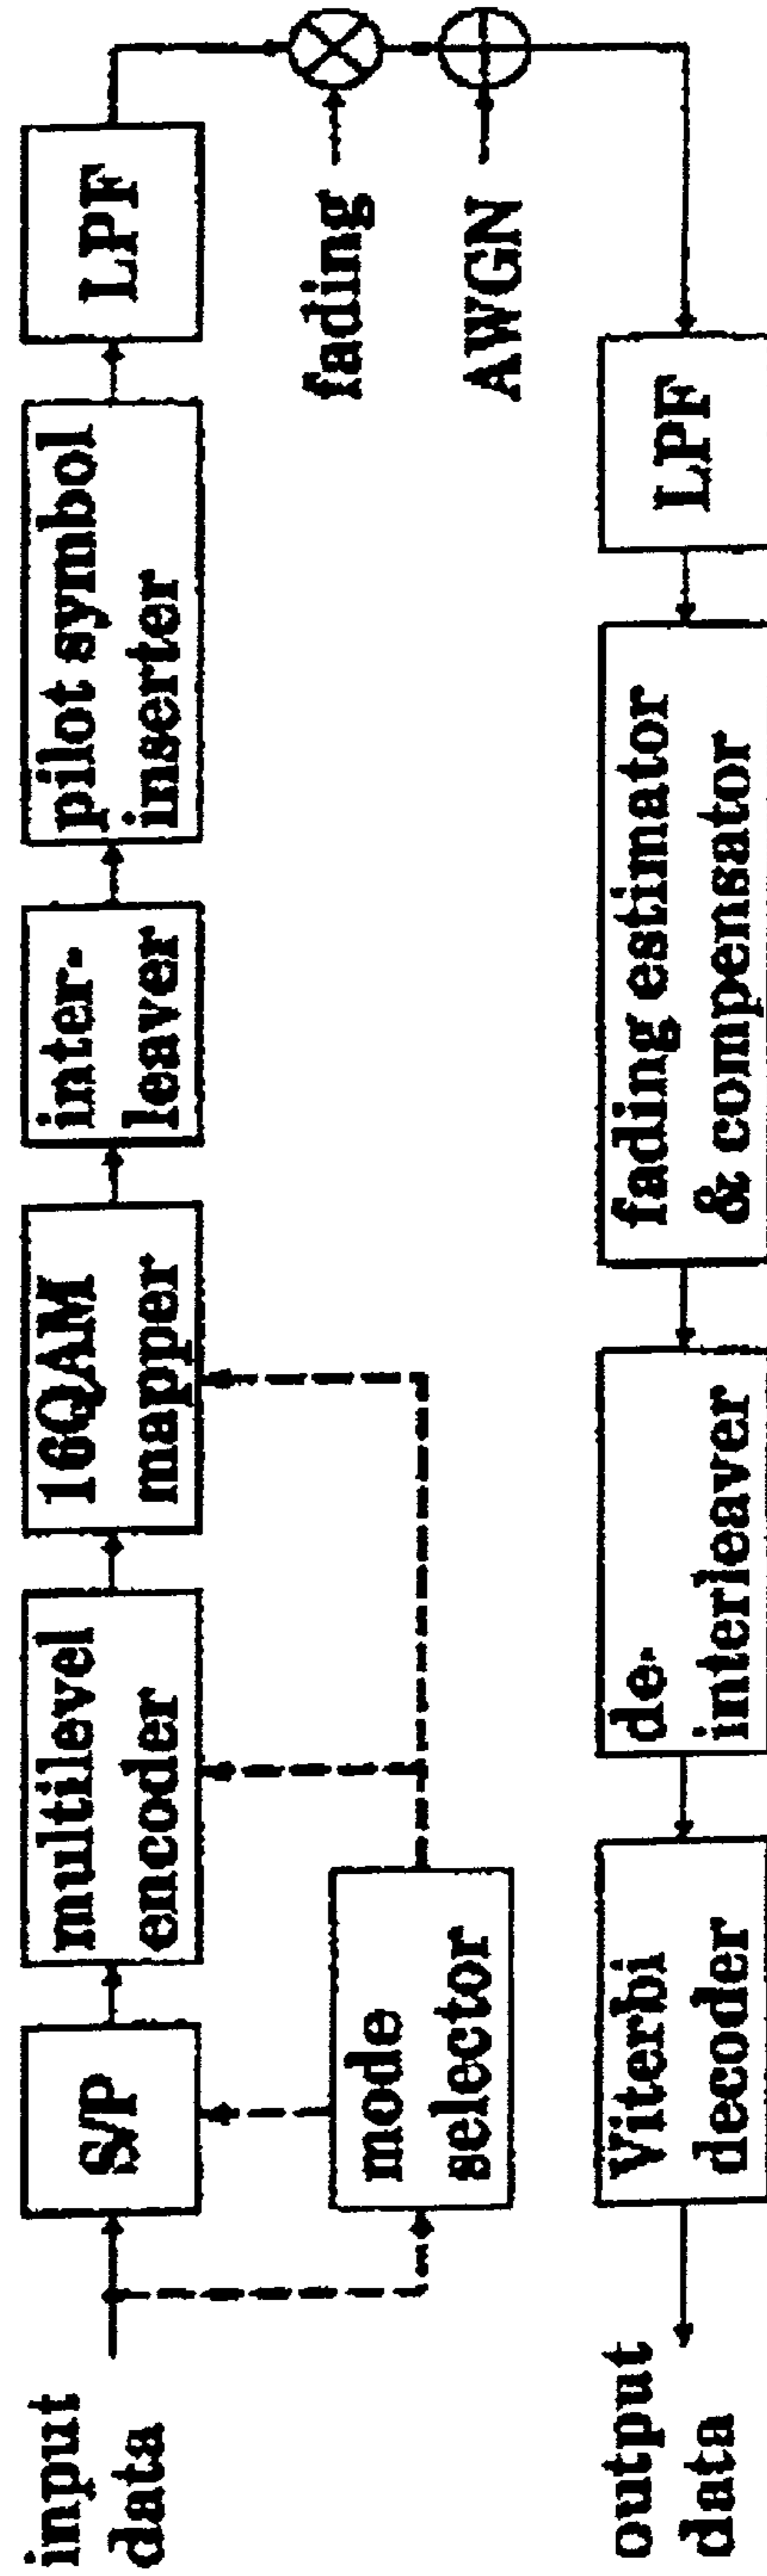 input
data
S/P
multilevel
encoder
16QAM
mapper
inter-
leaver
pilot symbol
inserter
LPF
mode
selector
fading
AWGN
LPF
fading estimator
& compensator
de-
interleaver
Viterbi
decoder
output
data